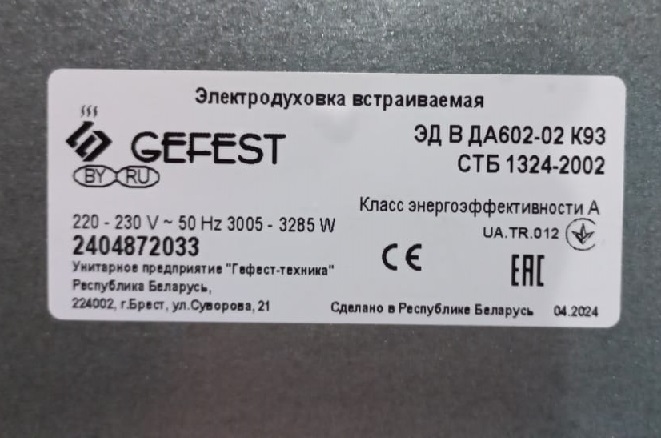 Электродуховка встраиваемая
GEFEST
BY RU
ЭД В ДА602-02 К93
СТБ 1324-2002
Класс энергоэффективности А
220 - 230 V ~ 50 Hz 3005 - 3285 W
UA.TR.012
2404872033
CE
EAC
Унитарное предприятие "Гефест-техника"
Республика Беларусь,
224002, г.Брест, ул.Суворова, 21
Сделано в Республике Беларусь 04.2024